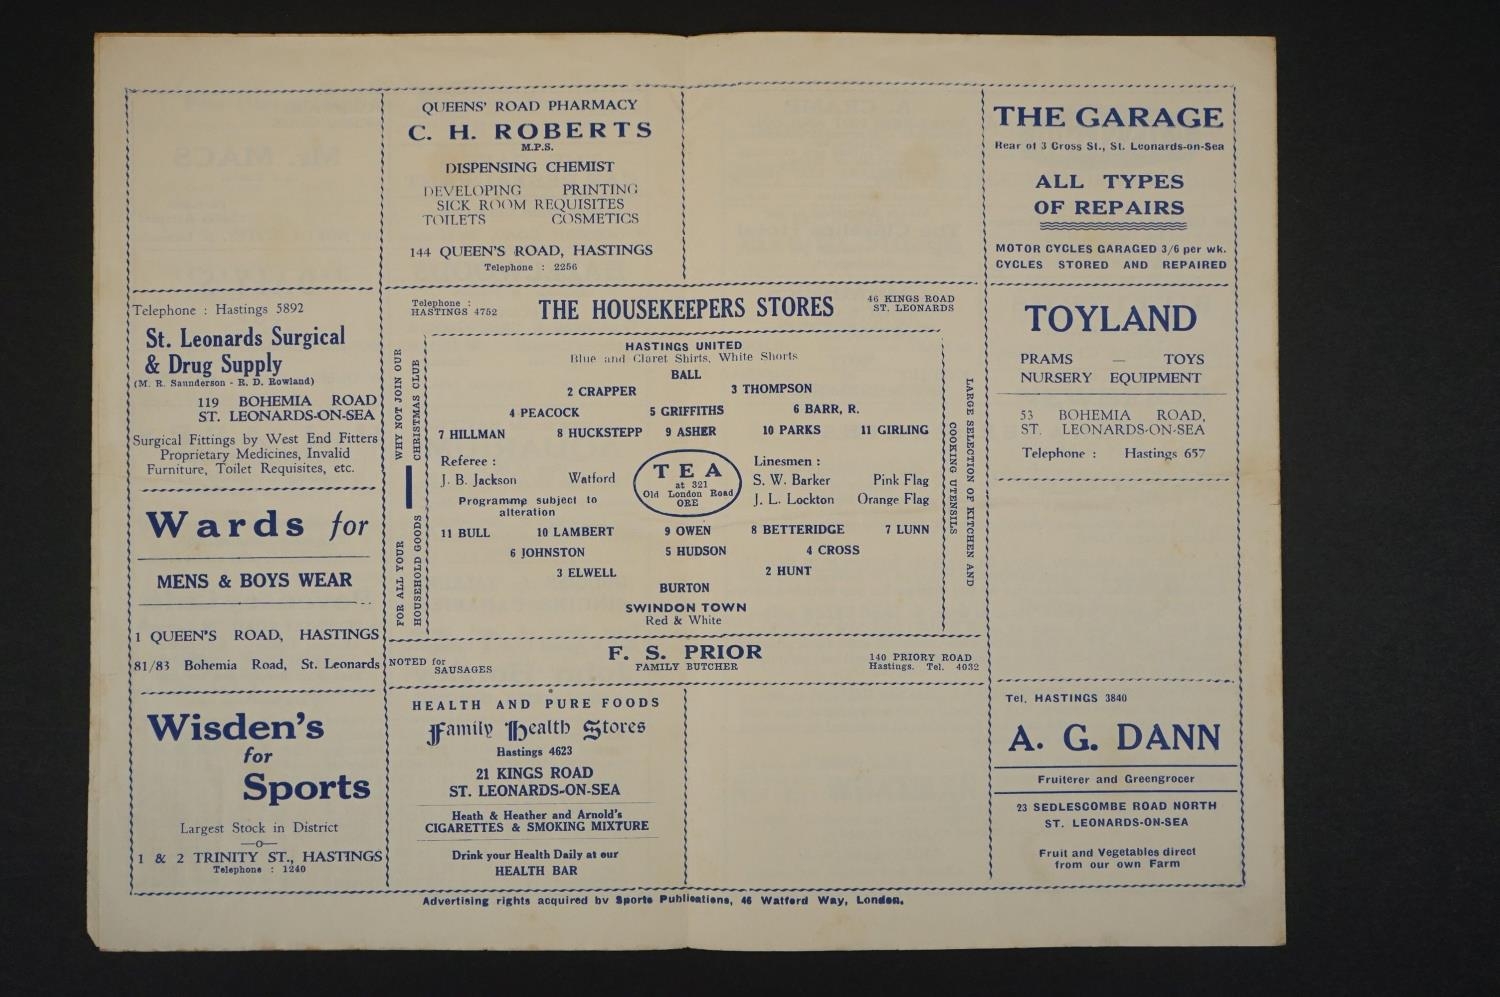 QUEENS' ROAD PHARMACY
C. H. ROBERTS
M.P.S.
DISPENSING CHEMIST
DEVELOPING PRINTING
SICK ROOM REQUISITES
TOILETS COSMETICS
144 QUEEN'S ROAD, HASTINGS
Telephone : 2256
THE GARAGE
Rear of 3 Cross St., St. Leonards-on-Sea
ALL TYPES
OF REPAIRS
MOTOR CYCLES GARAGED 3/6 per wk.
CYCLES STORED AND REPAIRED
Telephone : Hastings 5892
St. Leonards Surgical
& Drug Supply
(M. R. Saunderson - R. D. Rowland)
119 BOHEMIA ROAD
ST. LEONARDS-ON-SEA
Surgical Fittings by West End Fitters
Proprietary Medicines, Invalid
Furniture, Toilet Requisites, etc.
Wards for
MENS & BOYS WEAR
1 QUEEN'S ROAD, HASTINGS
81/83 Bohemia Road, St. Leonards
Wisden's
for
Sports
Largest Stock in District
—o—
1 & 2 TRINITY ST., HASTINGS
Telephone : 1240
Telephone :
HASTINGS 4752
THE HOUSEKEEPERS STORES
46 KINGS ROAD
ST. LEONARDS
WHY NOT JOIN OUR
CHRISTMAS CLUB
FOR ALL YOUR
HOUSEHOLD GOODS
HASTINGS UNITED
Blue and Claret Shirts, White Shorts
BALL
2 CRAPPER 3 THOMPSON
4 PEACOCK 5 GRIFFITHS 6 BARR, R.
7 HILLMAN 8 HUCKSTEPP 9 ASHER 10 PARKS 11 GIRLING
Referee :
J. B. Jackson Watford
Programme subject to
alteration
TEA
at 321
Old London Road
ORE
Linesmen :
S. W. Barker Pink Flag
J. L. Lockton Orange Flag
11 BULL 10 LAMBERT 9 OWEN 8 BETTERIDGE 7 LUNN
6 JOHNSTON 5 HUDSON 4 CROSS
3 ELWELL 2 HUNT
BURTON
SWINDON TOWN
Red & White
LARGE SELECTION OF KITCHEN AND
COOKING UTENSILS
NOTED for
SAUSAGES
F. S. PRIOR
FAMILY BUTCHER
140 PRIORY ROAD
Hastings. Tel. 4032
HEALTH AND PURE FOODS
Family Health Stores
Hastings 4623
21 KINGS ROAD
ST. LEONARDS-ON-SEA
Heath & Heather and Arnold's
CIGARETTES & SMOKING MIXTURE
Drink your Health Daily at our
HEALTH BAR
TOYLAND
PRAMS — TOYS
NURSERY EQUIPMENT
53 BOHEMIA ROAD,
ST. LEONARDS-ON-SEA
Telephone : Hastings 657
Tel. HASTINGS 3840
A. G. DANN
Fruiterer and Greengrocer
23 SEDLESCOMBE ROAD NORTH
ST. LEONARDS-ON-SEA
Fruit and Vegetables direct
from our own Farm
Advertising rights acquired by Sports Publications, 46 Watford Way, London.